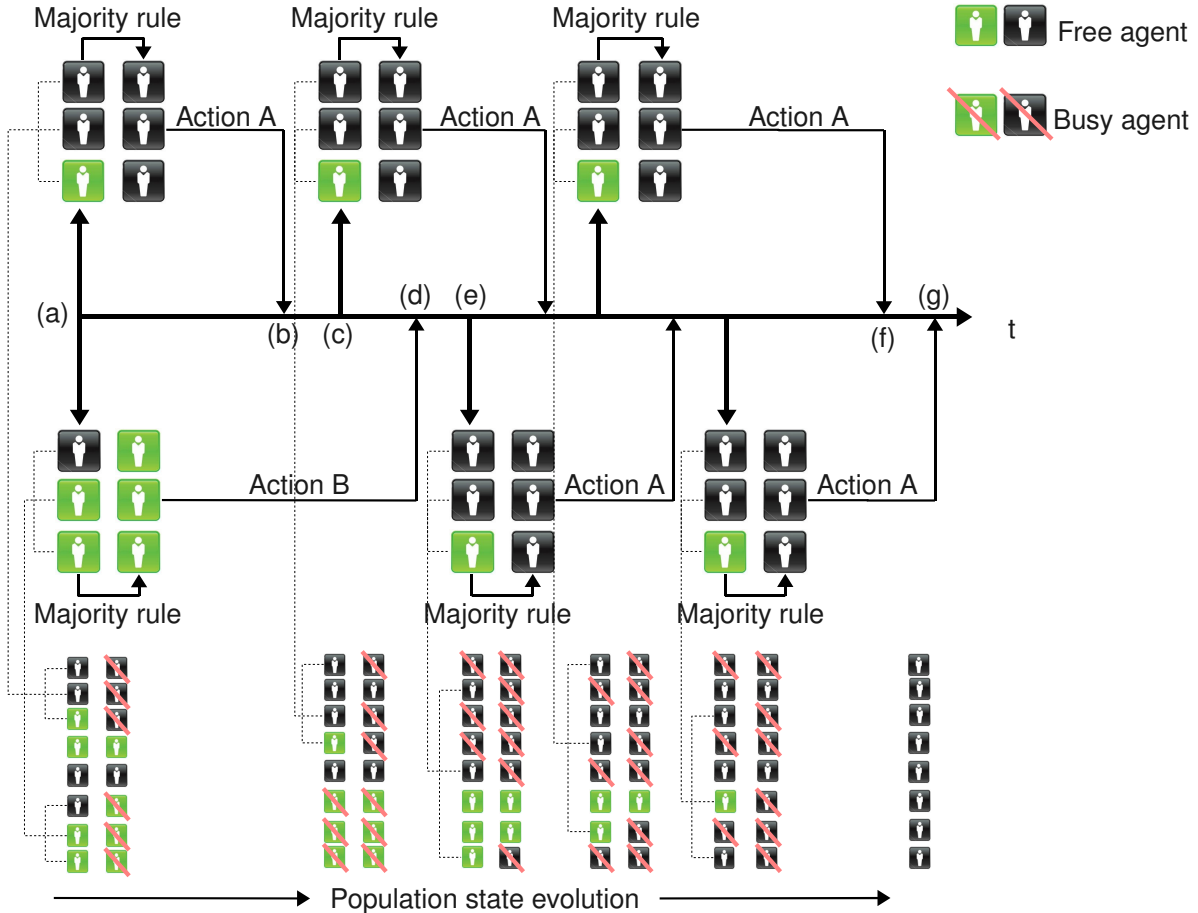 Majority rule
Majority rule
Majority rule
Free agent
Action A
Action A
Action A
Busy agent
(a)
(b)
(c)
(d)
(e)
(f)
(g)
t
Action B
Action A
Action A
Majority rule
Majority rule
Majority rule
Population state evolution